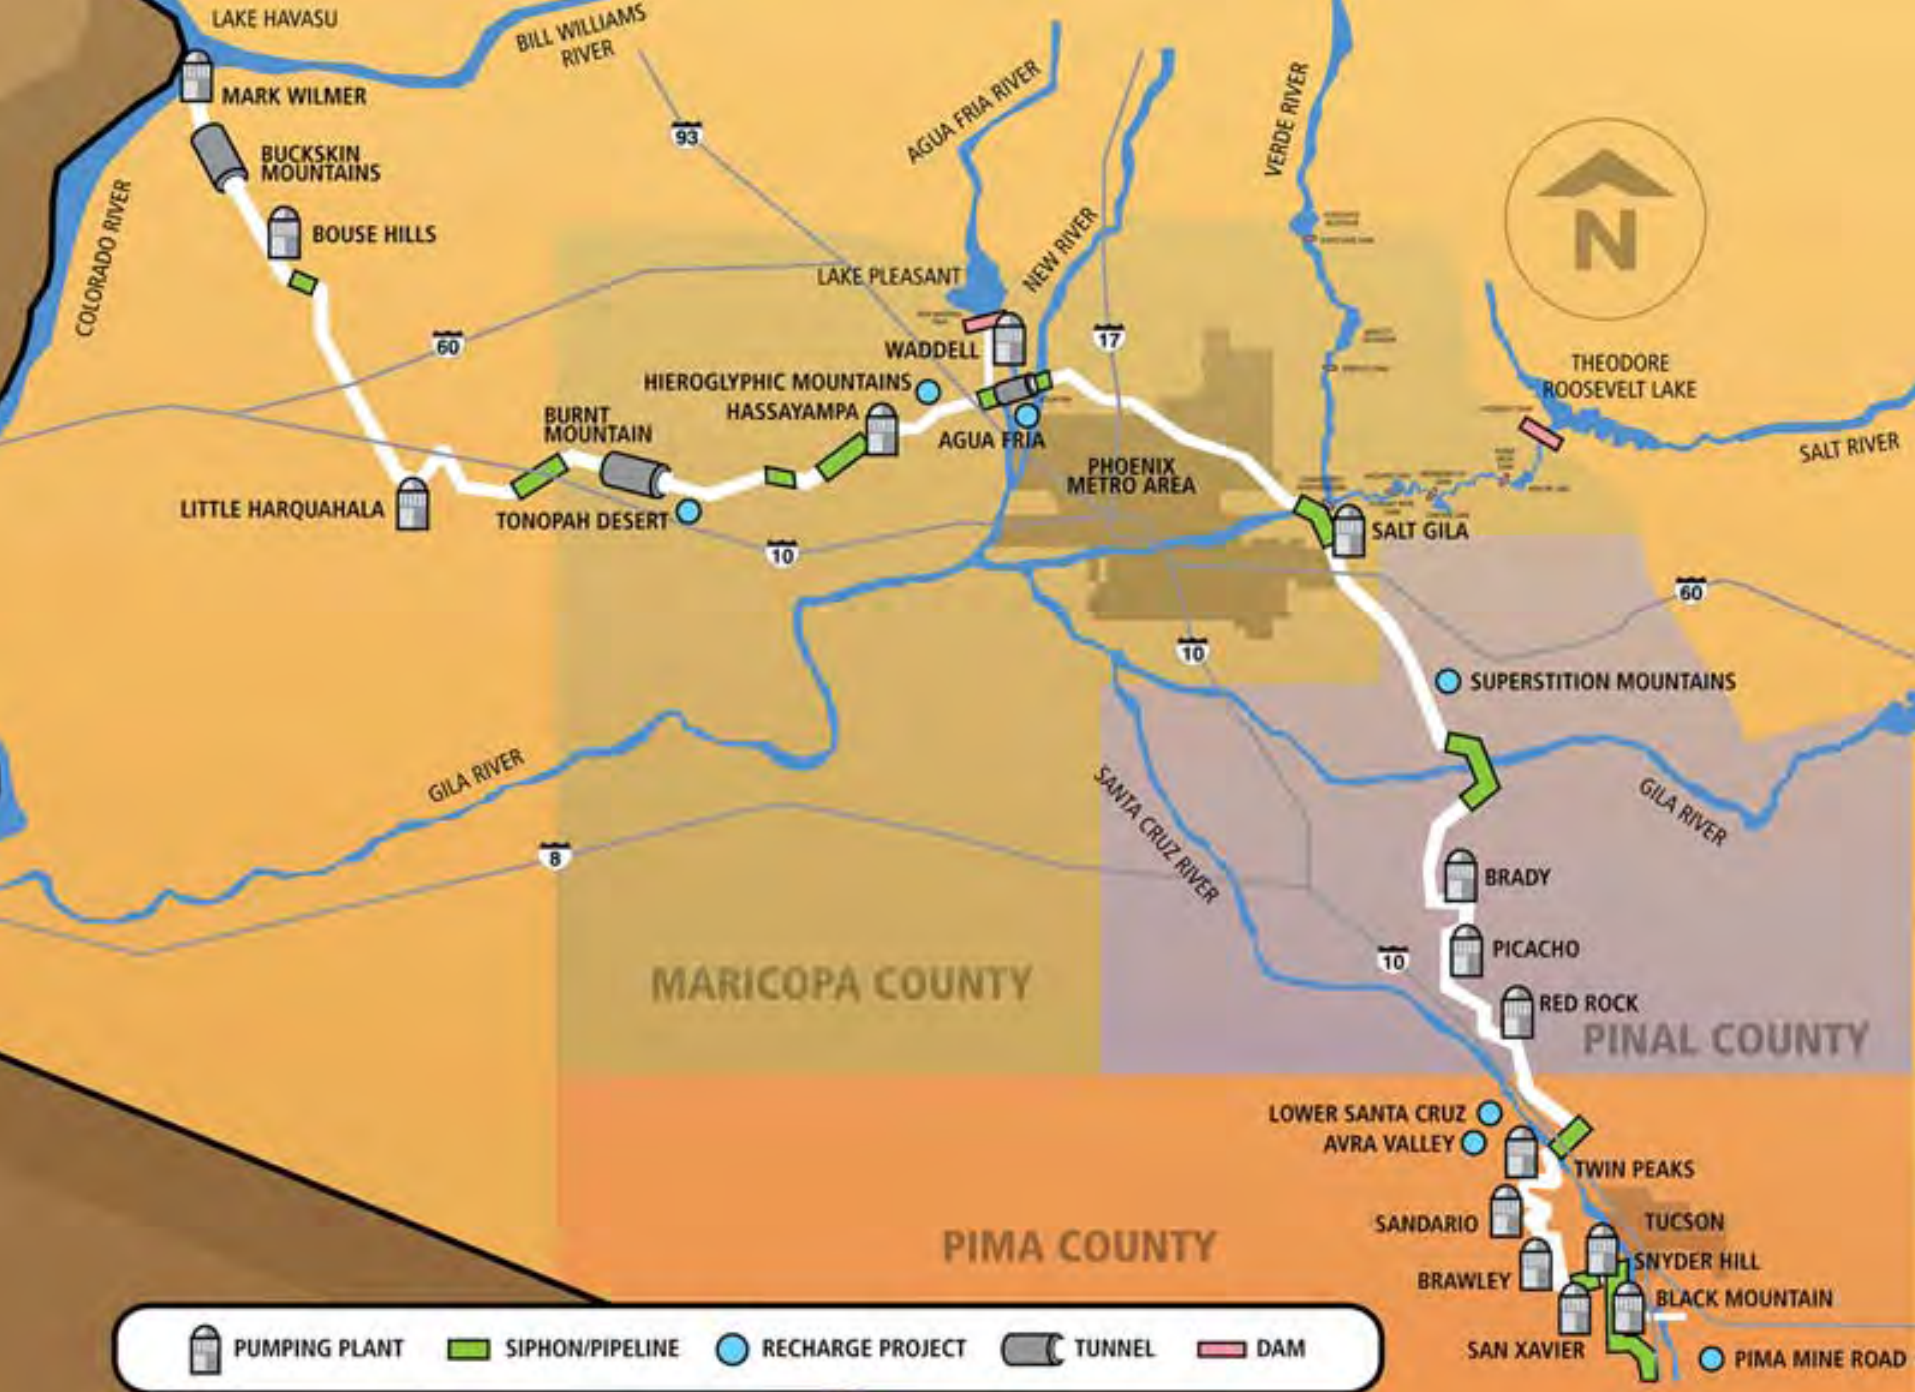 LAKE HAVASU
BILL WILLIAMS
RIVER
MARK WILMER
BUCKSKIN
MOUNTAINS
COLORADO RIVER
BOUSE HILLS
93
AGUA FRIA RIVER
VERDE RIVER
N
NEW RIVER
LAKE PLEASANT
60
WADDELL
17
HIEROGLYPHIC MOUNTAINS
HASSAYAMPA
AGUA FRIA
BURNT
MOUNTAIN
THEODORE
ROOSEVELT LAKE
SALT RIVER
PHOENIX
METRO AREA
LITTLE HARQUAHALA
TONOPAH DESERT
10
SALT GILA
60
10
SUPERSTITION MOUNTAINS
GILA RIVER
SANTA CRUZ RIVER
GILA RIVER
8
BRADY
10
PICACHO
MARICOPA COUNTY
RED ROCK
PINAL COUNTY
LOWER SANTA CRUZ
AVRA VALLEY
TWIN PEAKS
SANDARIO
TUCSON
PIMA COUNTY
SNYDER HILL
BRAWLEY
BLACK MOUNTAIN
SAN XAVIER
PIMA MINE ROAD
PUMPING PLANT
SIPHON/PIPELINE
RECHARGE PROJECT
TUNNEL
DAM